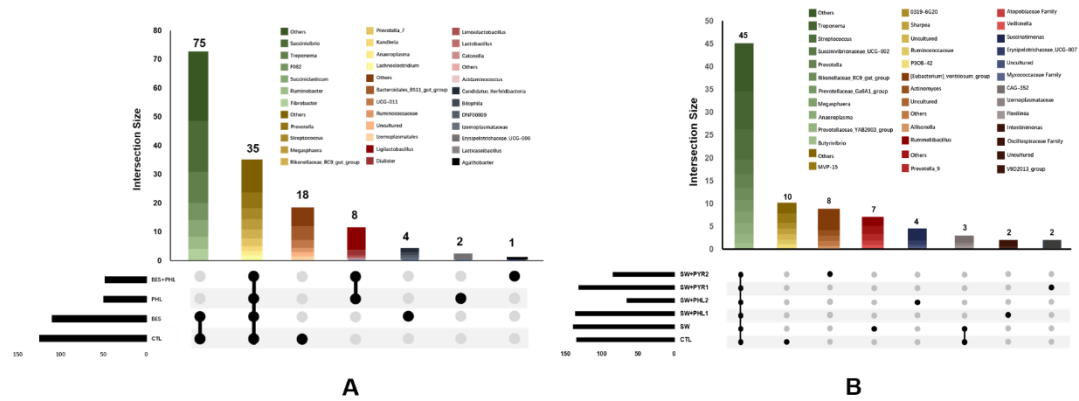 80
70
60
50
40
30
20
10
0
Intersection Size
75
35
18
8
4
2
1
Others
Succinivibrio
Treponema
F082
Succiniclasticum
Ruminobacter
Fibrobacter
Others
Prevotella
Streptococcus
Megasphaera
Rikenellaceae_RC9_gut_group
Prevotella_7
Kandleria
Anaeroplasma
Lachnoclostridium
Others
Bacteroidales_BS11_gut_group
UCG-011
Ruminococcaceae
Uncultured
Izemoplasmatales
Ligilactobacillus
Dialister
Limosilactobacillus
Lactobacillus
Catonella
Others
Acidaminococcus
Candidatus_Kerfeldbacteria
Bilophila
DNF00809
Izemoplasmataceae
Erysipelotrichaceae_UCG-006
Lacticaseibacillus
Agathobacter
BES+PHL
PHL
BES
CTL
150 100 50 0
A
50
45
40
35
30
25
20
15
10
5
0
Intersection Size
45
10
8
7
4
3
2
2
Others
Treponema
Streptococcus
Succinivibrionaceae_UCG-002
Prevotella
Rikenellaceae_RC9_gut_group
Prevotellaceae_Ga6A1_group
Megasphaera
Anaeroplasma
Prevotellaceae_YAB2003_group
Butyrivibrio
Others
MVP-15
0319-6G20
Sharpea
Uncultured
Ruminococcaceae
P3OB-42
[Eubacterium]_ventriosum_group
Actinomyces
Uncultured
Others
Allisonella
Rummeliibacillus
Others
Prevotella_9
Atopobiaceae Family
Veillonella
Succinatimonas
Erysipelotrichaceae_UCG-007
Uncultured
Myxococcaceae Family
CAG-352
Izemoplasmataceae
Flexilinea
Intestinimonas
Oscillospiraceae Family
Uncultured
V9D2013_group
SW+PYR2
SW+PYR1
SW+PHL2
SW+PHL1
SW
CTL
150 100 50 0
B